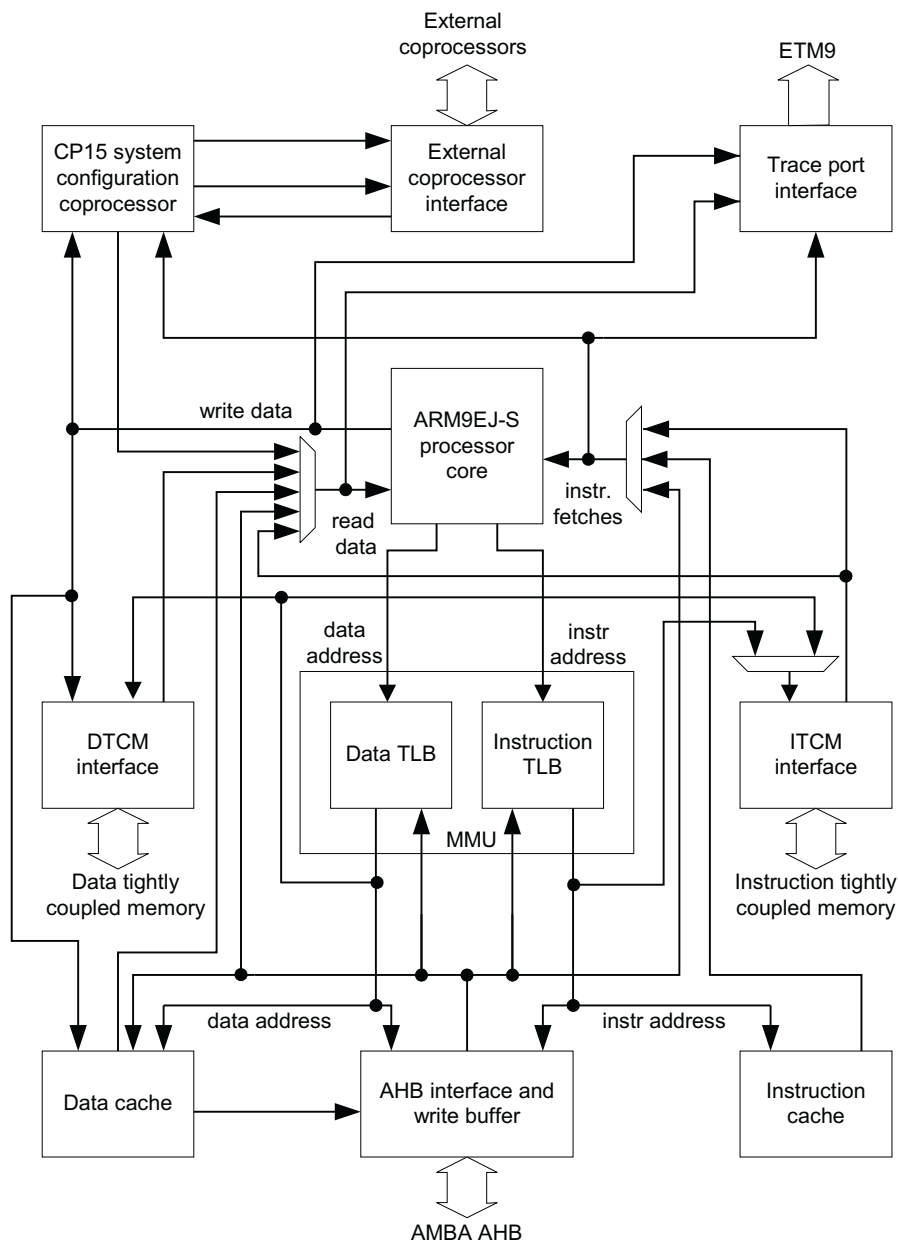 External
coprocessors
ETM9
CP15 system
configuration
coprocessor
External
coprocessor
interface
Trace port
interface
write data
ARM9EJ-S
processor
core
read
data
instr.
fetches
data
address
instr
address
DTCM
interface
Data TLB
Instruction
TLB
ITCM
interface
MMU
Data tightly
coupled memory
Instruction tightly
coupled memory
data address
instr address
Data cache
AHB interface and
write buffer
Instruction
cache
AMBA AHB